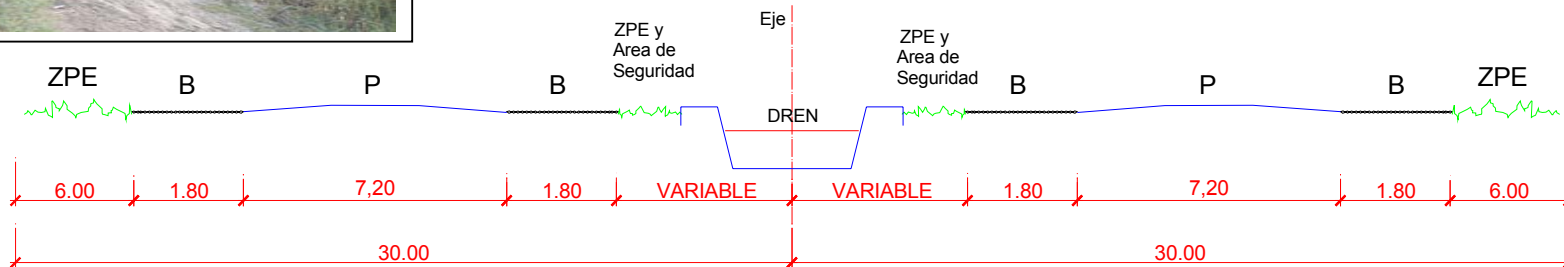 Eje
ZPE y
Area de
Seguridad
ZPE y
Area de
Seguridad
ZPE B P B B P B ZPE
DREN
6.00 1.80 7,20 1.80 VARIABLE VARIABLE 1.80 7,20 1.80 6.00
30.00 30.00